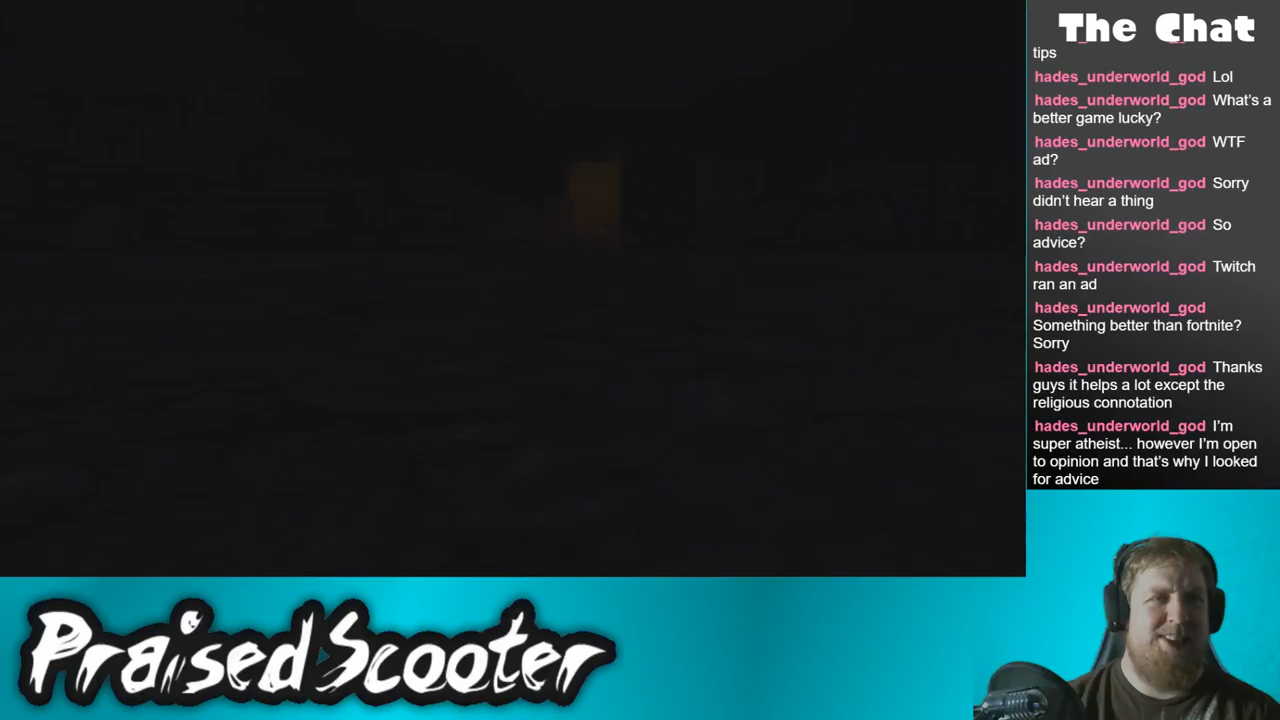 The Chat
tips
hades_underworld_god Lol
hades_underworld_god What's a
better game lucky?
hades_underworld_god WTF
ad?
hades_underworld_god Sorry
didn't hear a thing
hades_underworld_god So
advice?
hades_underworld_god Twitch
ran an ad
hades_underworld_god
Something better than fortnite?
Sorry
hades_underworld_god Thanks
guys it helps a lot except the
religious connotation
hades_underworld_god I'm
super atheist... however I'm open
to opinion and that's why I looked
for advice
PraisedScooter